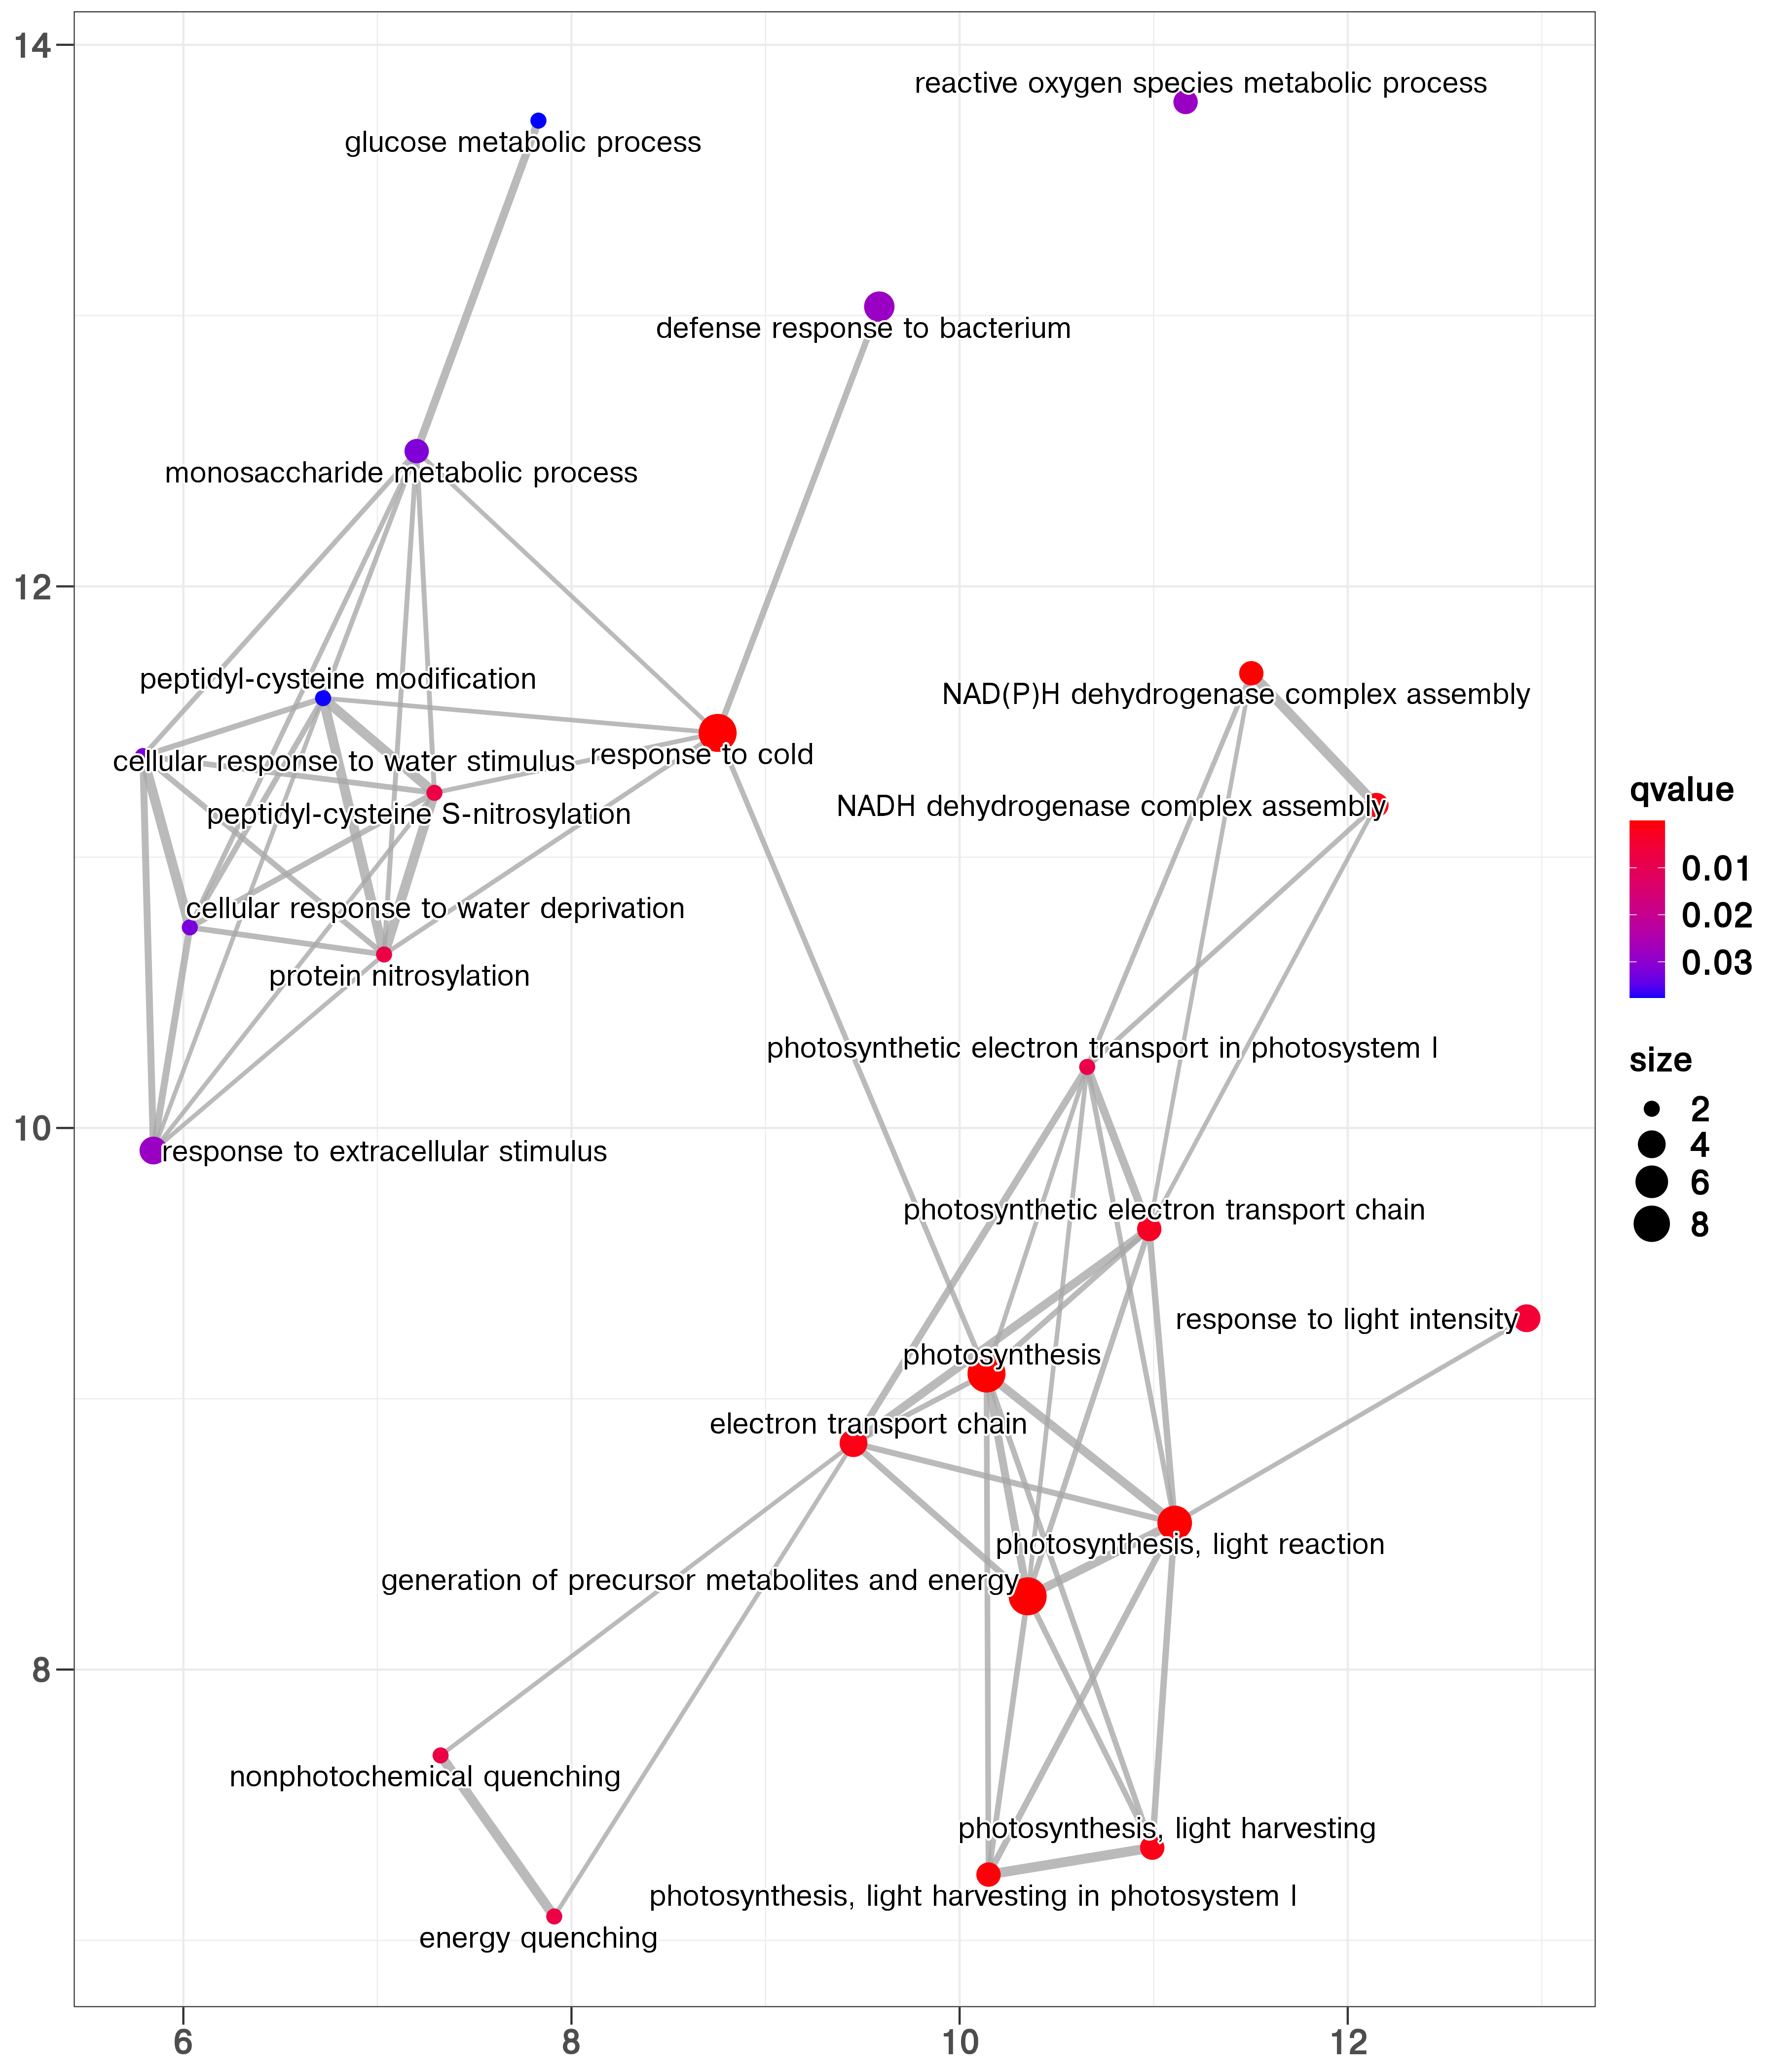 14
reactive oxygen species metabolic process
glucose metabolic process
defense response to bacterium
monosaccharide metabolic process
12
peptidyl-cysteine modification
NAD(P)H dehydrogenase complex assembly
response to cold
cellular response to water stimulus
NADH dehydrogenase complex assembly
peptidyl-cysteine S-nitrosylation
cellular response to water deprivation
protein nitrosylation
photosynthetic electron transport in photosystem I
10
response to extracellular stimulus
photosynthetic electron transport chain
response to light intensity
photosynthesis
electron transport chain
photosynthesis, light reaction
generation of precursor metabolites and energy
8
nonphotochemical quenching
photosynthesis, light harvesting
photosynthesis, light harvesting in photosystem I
energy quenching
6
8
10
12
qvalue
0.01
0.02
0.03
size
2
4
6
8